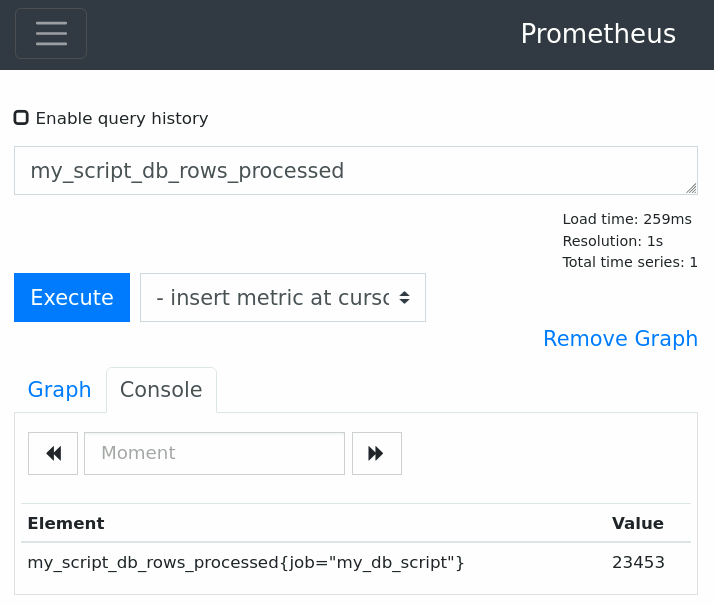 Prometheus
Enable query history
my_script_db_rows_processed
Load time: 259ms
Resolution: 1s
Total time series: 1
Execute
- insert metric at curso
Remove Graph
Graph
Console
Moment
Element Value
my_script_db_rows_processed{job="my_db_script"} 23453